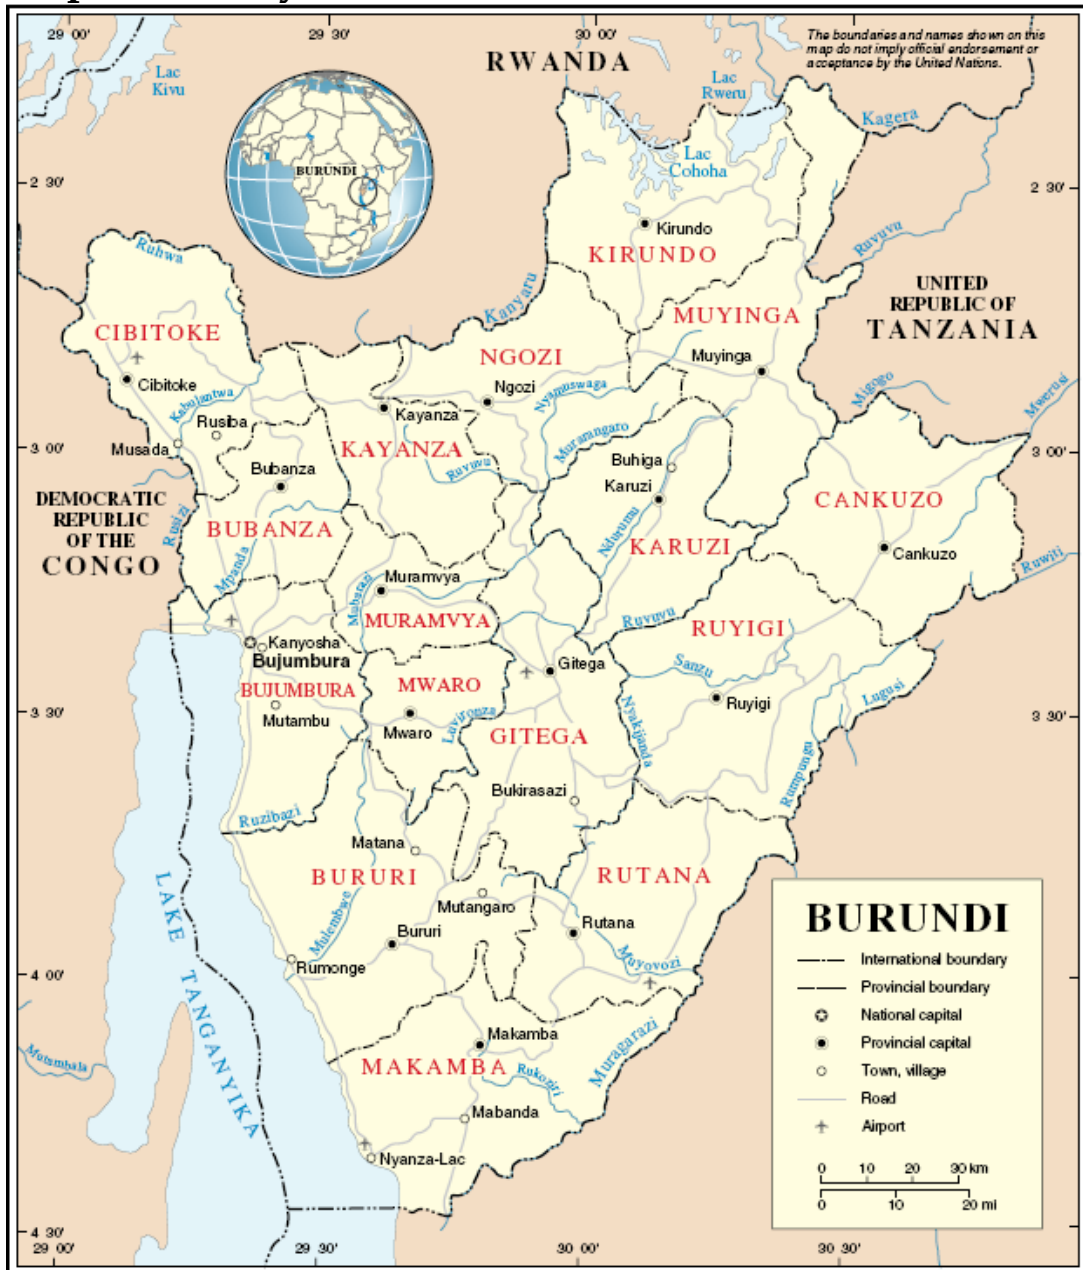 29 00'
29 30'
30 00'
The boundaries and names shown on this
map do not imply official endorsement or
acceptance by the United Nations.
RWANDA
Lac
Kivu
Lac
Rweru
Kagera
Lac
Cohoha
BURUNDI
2 30'
2 30'
Kirundo
KIRUNDO
Ruvuvu
Ruhwa
Kanyaru
UNITED
REPUBLIC OF
TANZANIA
CIBITOKE
MUYINGA
NGOZI
Muyinga
Cibitoke
Kabulantwa
Ngozi
Nyamuswaga
Migogo
Mwerusi
Rusiba
Kayanza
Musada
KAYANZA
Murarangaro
3 00'
3 00'
Bubanza
Ruvuvu
Buhiga
Karuzi
DEMOCRATIC
REPUBLIC
OF THE
CONGO
Rusizi
BUBANZA
CANKUZO
Ndurumu
KARUZI
Cankuzo
Mpanda
Muramvya
Mubarazi
Ruwiti
MURAMVYA
Ruvuvu
RUYIGI
Kanyosha
Bujumbura
Gitega
Sanzu
BUJUMBURA
MWARO
Ruyigi
Lugusi
Mutambu
Mwaro
Luvironza
Nyakijanda
3 30'
3 30'
GITEGA
Rumpungu
Bukirasazi
Ruzibazi
Matana
BURURI
RUTANA
Mutangaro
Mulembwe
Bururi
Rutana
Rumonge
Muyovozi
4 00'
4 00'
LAKE TANGANYIKA
Makamba
MAKAMBA
Rukoziri
Muragarazi
Mutambala
Mabanda
Nyanza-Lac
4 30'
29 00'
29 30'
30 00'
30 30'
BURUNDI
International boundary
Provincial boundary
National capital
Provincial capital
Town, village
Road
Airport
0 10 20 30 km
0 10 20 mi